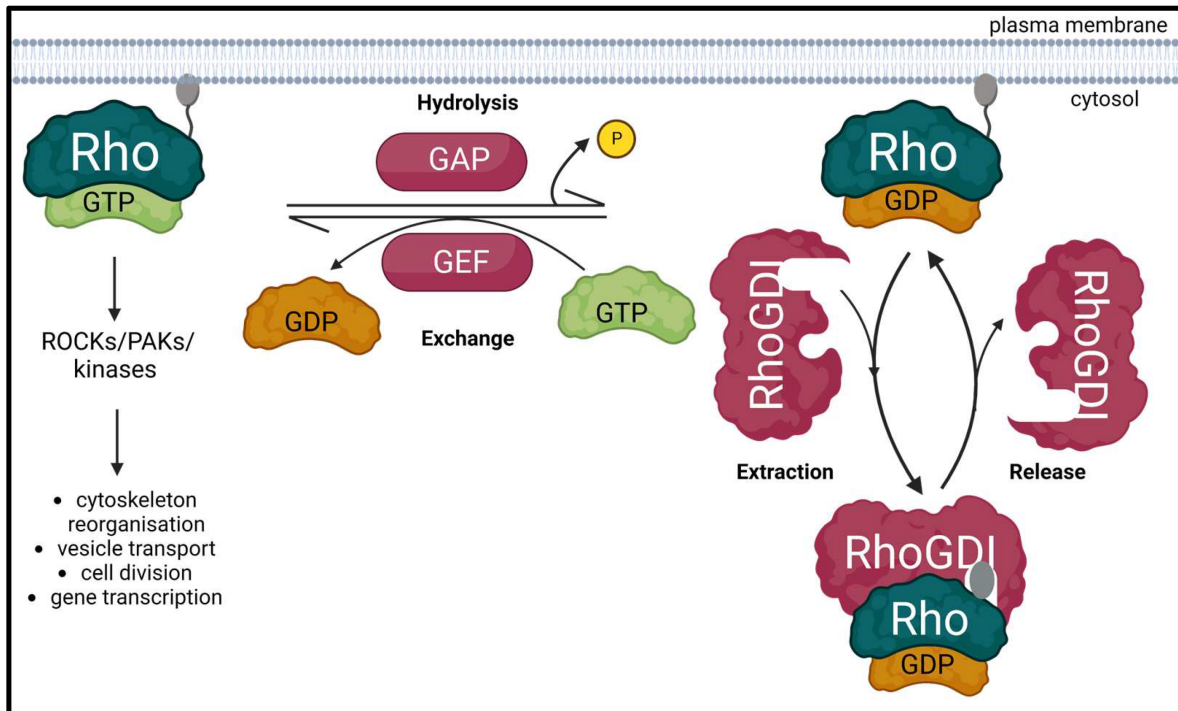 plasma membrane
cytosol
Rho
GTP
ROCKs/PAKs/
kinases
• cytoskeleton
reorganisation
• vesicle transport
• cell division
• gene transcription
Hydrolysis
GAP
P
GEF
GDP
GTP
Exchange
Rho
GDP
RhoGDI
RhoGDI
Extraction
Release
RhoGDI
Rho
GDP